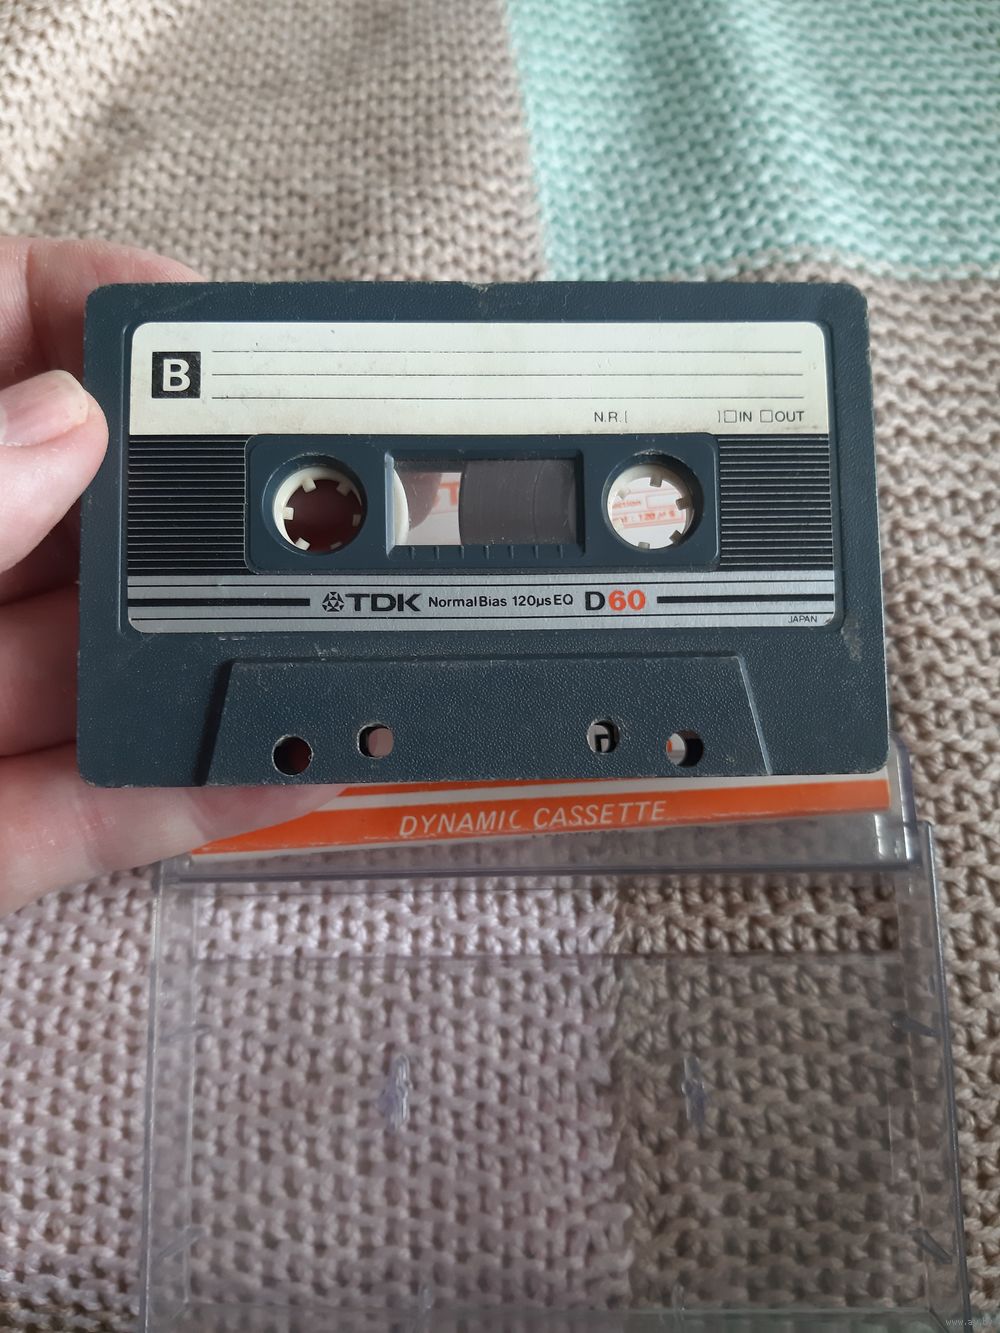 B
N.R.[ ] IN OUT
TDK Normal Bias 120µs EQ D60
JAPAN
DYNAMIC CASSETTE